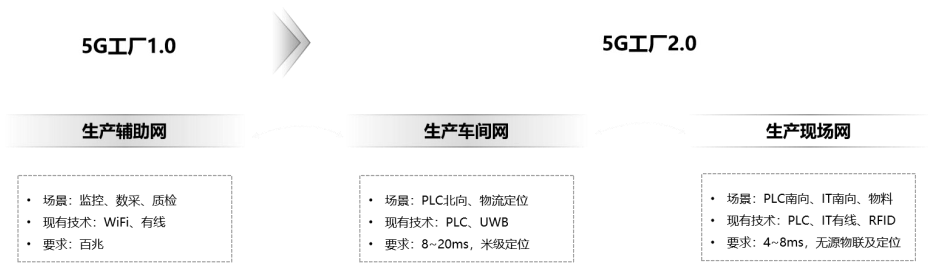 5G工厂1.0
5G工厂2.0
生产辅助网
生产车间网
生产现场网
• 场景：监控、数采、质检
• 现有技术：WiFi、有线
• 要求：百兆
• 场景：PLC北向、物流定位
• 现有技术：PLC、UWB
• 要求：8~20ms，米级定位
• 场景：PLC南向、IT南向、物料
• 现有技术：PLC、IT有线、RFID
• 要求：4~8ms，无源物联及定位